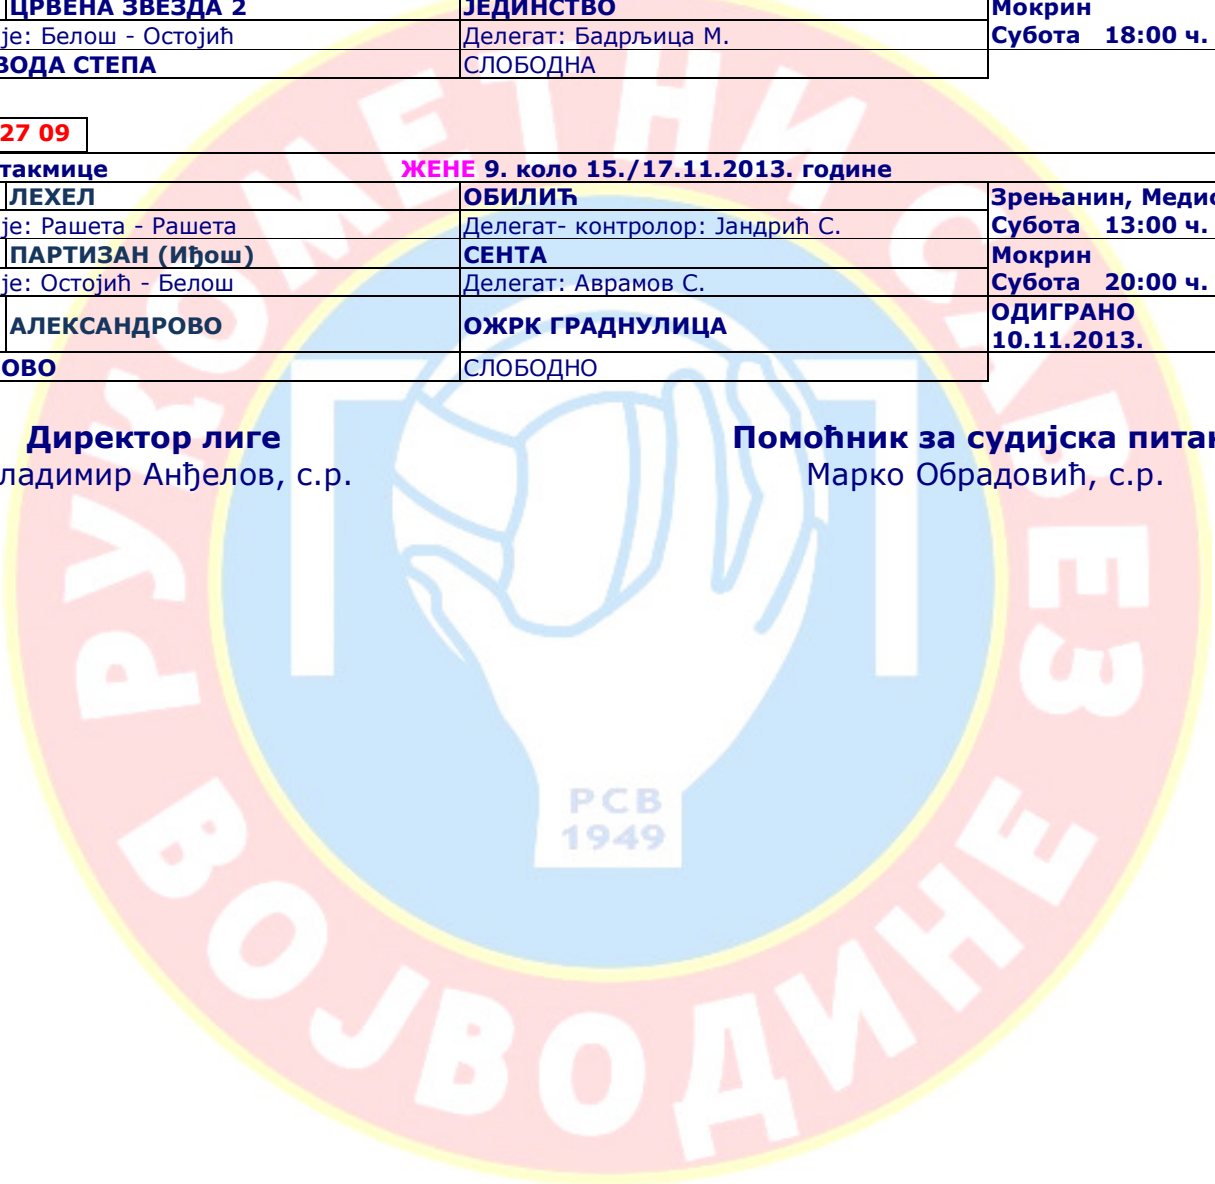 ЦРВЕНА ЗВЕЗДА 2 ЈЕДИНСТВО Мокрин
је: Белош - Остојић Делегат: Бадрљица М. Субота 18:00 ч.
ВОДА СТЕПА СЛОБОДНА
27 09
такмице ЖЕНЕ 9. коло 15./17.11.2013. године
ЛЕХЕЛ ОБИЛИЋ Зрењанин, Медис
је: Рашета - Рашета Делегат- контролор: Јандрић С. Субота 13:00 ч.
ПАРТИЗАН (Иђош) СЕНТА Мокрин
је: Остојић - Белош Делегат: Аврамов С. Субота 20:00 ч.
АЛЕКСАНДРОВО ОЖРК ГРАДНУЛИЦА ОДИГРАНО
10.11.2013.
ОВО СЛОБОДНО
Директор лиге Помоћник за судијска питањ
ладимир Анђелов, с.р. Марко Обрадовић, с.р.
РУКОМЕТНИ САВЕЗ
ВОЈВОДИНЕ
РСВ
1949